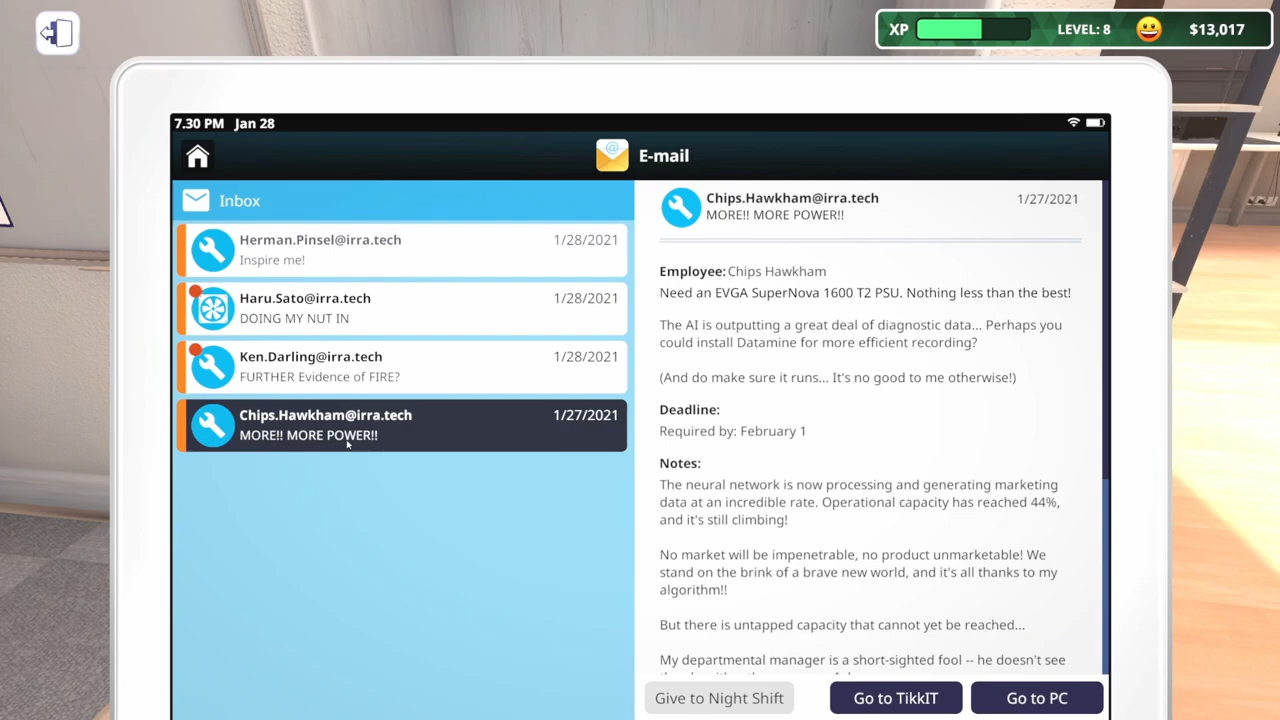 XP LEVEL: 8 $13,017
7.30 PM Jan 28
E-mail
Inbox
Herman.Pinsel@irra.tech 1/28/2021
Inspire me!
Haru.Sato@irra.tech 1/28/2021
DOING MY NUT IN
Ken.Darling@irra.tech 1/28/2021
FURTHER Evidence of FIRE?
Chips.Hawkham@irra.tech 1/27/2021
MORE!! MORE POWER!!
Chips.Hawkham@irra.tech 1/27/2021
MORE!! MORE POWER!!
Employee: Chips Hawkham
Need an EVGA SuperNova 1600 T2 PSU. Nothing less than the best!
The AI is outputting a great deal of diagnostic data... Perhaps you
could install Datamine for more efficient recording?
(And do make sure it runs... It's no good to me otherwise!)
Deadline:
Required by: February 1
Notes:
The neural network is now processing and generating marketing
data at an incredible rate. Operational capacity has reached 44%,
and it's still climbing!
No market will be impenetrable, no product unmarketable! We
stand on the brink of a brave new world, and it's all thanks to my
algorithm!!
But there is untapped capacity that cannot yet be reached...
My departmental manager is a short-sighted fool -- he doesn't see
Give to Night Shift Go to TikkIT Go to PC